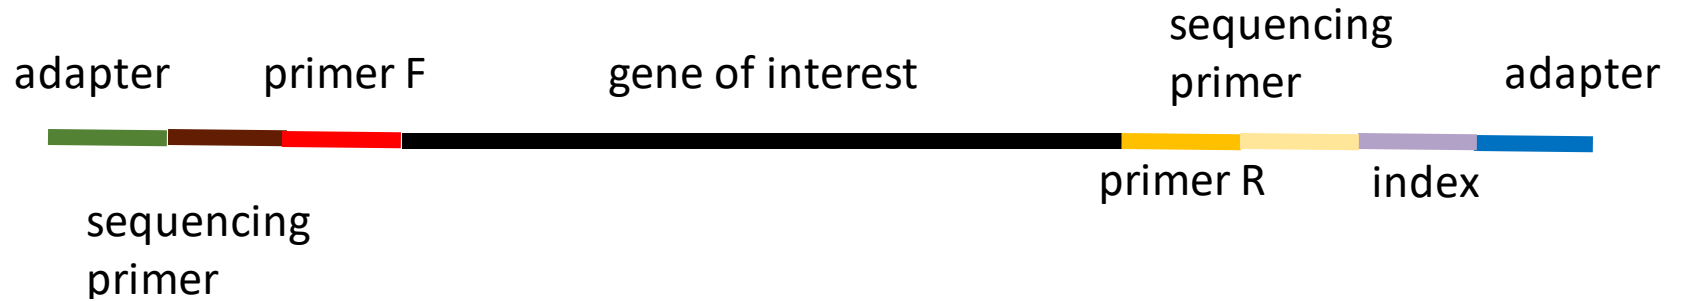 adapter
primer F
gene of interest
sequencing
primer
adapter
sequencing
primer
primer R
index